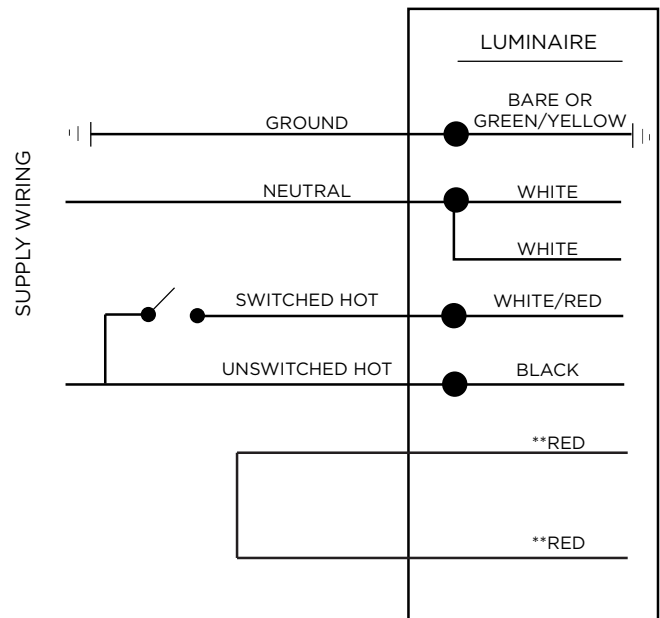 LUMINAIRE
BARE OR
GREEN/YELLOW
GROUND
NEUTRAL
WHITE
WHITE
SUPPLY WIRING
SWITCHED HOT
WHITE/RED
UNSWITCHED HOT
BLACK
**RED
**RED